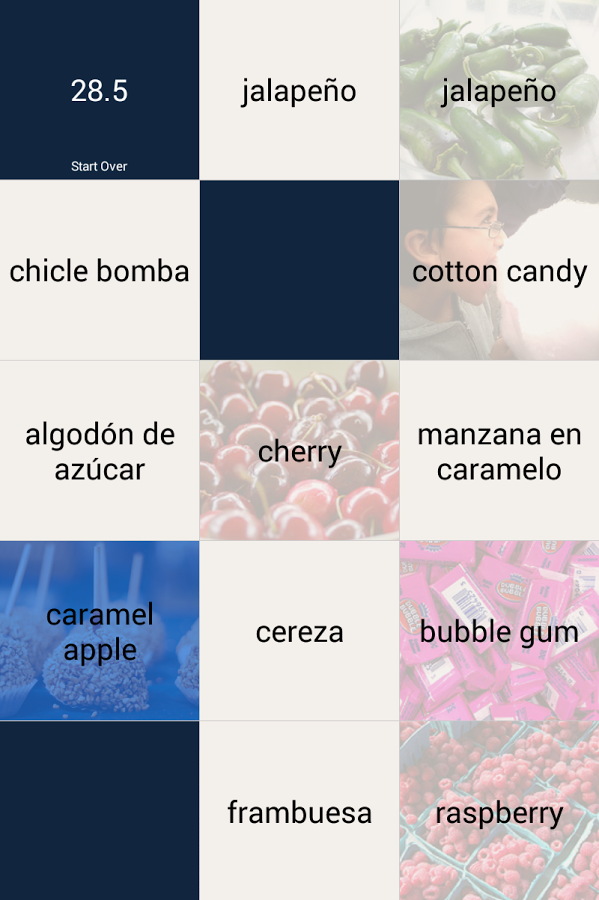 28.5
Start Over
jalapeño
jalapeño
chicle bomba
cotton candy
algodón de
azúcar
cherry
manzana en
caramelo
caramel
apple
cereza
bubble gum
frambuesa
raspberry